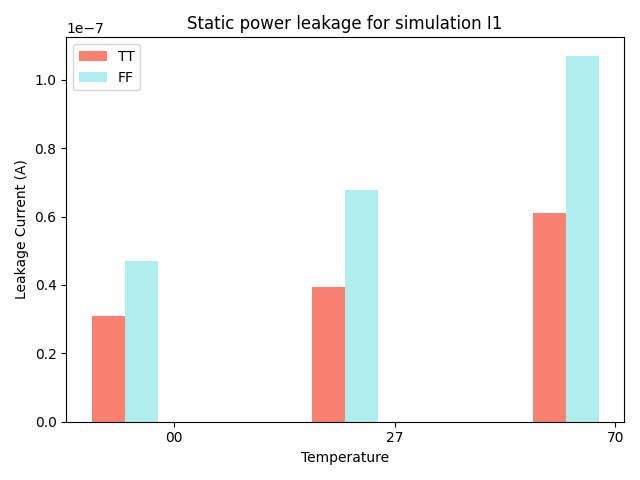 Static power leakage for simulation I1
1e−7
TT
FF
1.0
0.8
0.6
0.4
0.2
0.0
Leakage Current (A)
00
27
70
Temperature